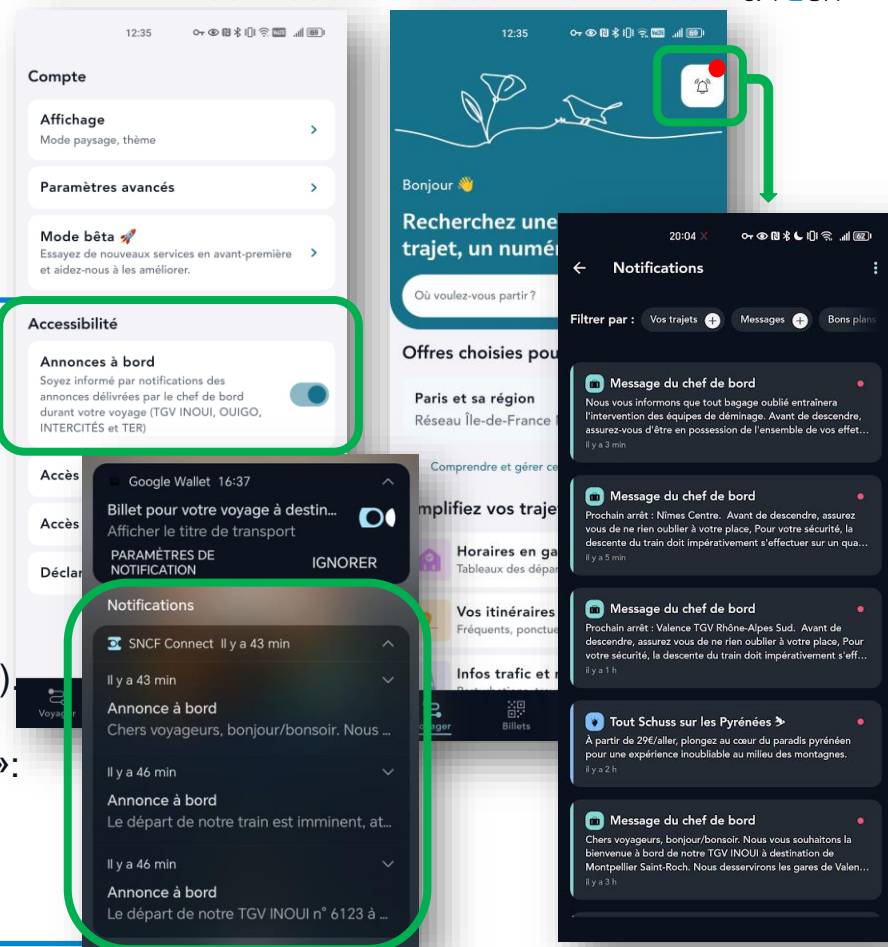 12:35
Compte
Affichage
Mode paysage, thème
Paramètres avancés
Mode bêta 🚀
Essayez de nouveaux services en avant-première
et aidez-nous à les améliorer.
Accessibilité
Annonces à bord
Soyez informé par notifications des
annonces délivrées par le chef de bord
durant votre voyage (TGV INOUI, OUIGO,
INTERCITÉS et TER)
Accès
Accès
Déclar
Voyager
).
»:
Google Wallet 16:37
Billet pour votre voyage à destin...
Afficher le titre de transport
PARAMÈTRES DE
NOTIFICATION
IGNORER
Notifications
SNCF Connect Il y a 43 min
Il y a 43 min
Annonce à bord
Chers voyageurs, bonjour/bonsoir. Nous ...
Il y a 46 min
Annonce à bord
Le départ de notre train est imminent, at...
Il y a 46 min
Annonce à bord
Le départ de notre TGV INOUI n° 6123 à ...
12:35
69
Bonjour 👋
Recherchez une
trajet, un numé
Où voulez-vous partir ?
Offres choisies pou
Paris et sa région
Réseau Île-de-France
Comprendre et gérer ce
mplifiez vos traje
Horaires en ga
Tableaux des dépar
Vos itinéraires
Fréquents, ponctue
Infos trafic et
Billets
20:04
62
Notifications
Filtrer par :
Vos trajets
Messages
Bons plans
Message du chef de bord
Nous vous informons que tout bagage oublié entraînera
l'intervention des équipes de déminage. Avant de descendre,
assurez-vous d'être en possession de l'ensemble de vos effet...
il y a 3 min
Message du chef de bord
Prochain arrêt : Nîmes Centre. Avant de descendre, assurez
vous de ne rien oublier à votre place, Pour votre sécurité, la
descente du train doit impérativement s'effectuer sur un qua...
il y a 5 min
Message du chef de bord
Prochain arrêt : Valence TGV Rhône-Alpes Sud. Avant de
descendre, assurez vous de ne rien oublier à votre place, Pour
votre sécurité, la descente du train doit impérativement s'eff...
il y a 1 h
Tout Schuss sur les Pyrénées ⛷
À partir de 29€/aller, plongez au cœur du paradis pyrénéen
pour une expérience inoubliable au milieu des montagnes.
il y a 2 h
Message du chef de bord
Chers voyageurs, bonjour/bonsoir. Nous vous souhaitons la
bienvenue à bord de notre TGV INOUI à destination de
Montpellier Saint-Roch. Nous desservirons les gares de Valen...
il y a 3 h